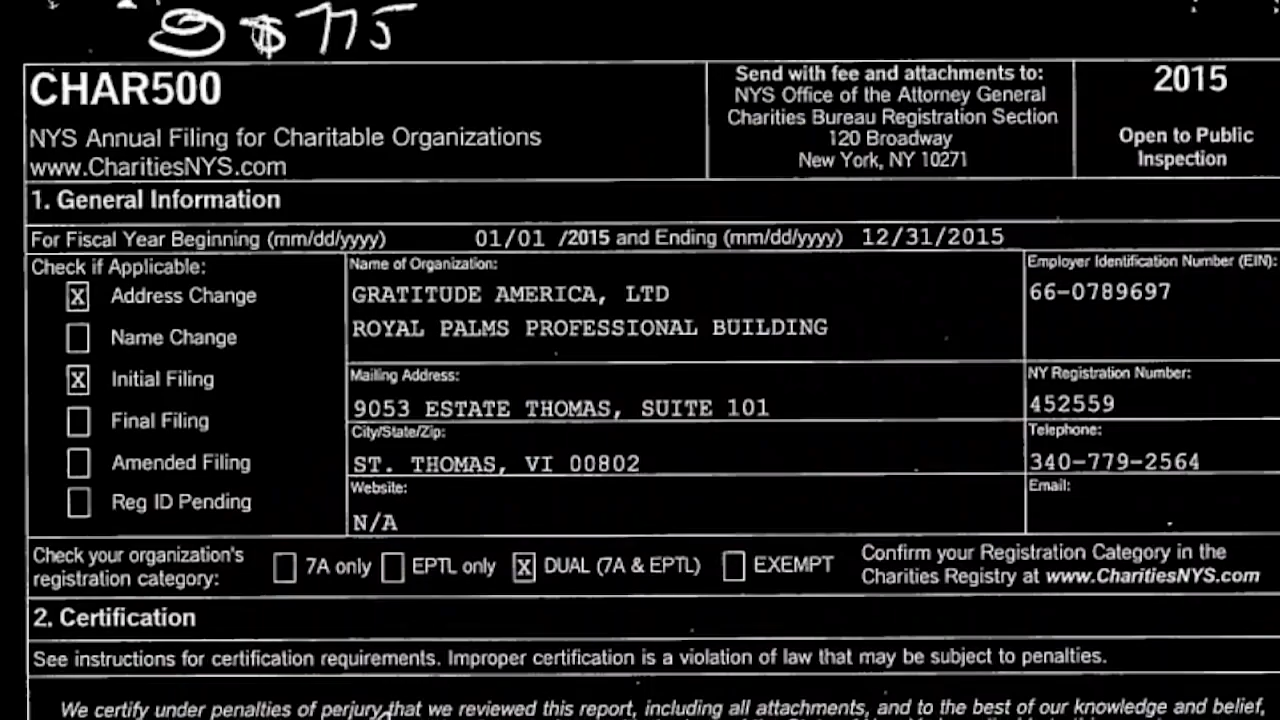 $775
CHAR500
NYS Annual Filing for Charitable Organizations
www.CharitiesNYS.com
Send with fee and attachments to:
NYS Office of the Attorney General
Charities Bureau Registration Section
120 Broadway
New York, NY 10271
2015
Open to Public
Inspection
1. General Information
For Fiscal Year Beginning (mm/dd/yyyy) 01/01 /2015 and Ending (mm/dd/yyyy) 12/31/2015
Check if Applicable:
X Address Change
Name Change
X Initial Filing
Final Filing
Amended Filing
Reg ID Pending
Name of Organization:
GRATITUDE AMERICA, LTD
ROYAL PALMS PROFESSIONAL BUILDING
Mailing Address:
9053 ESTATE THOMAS, SUITE 101
City/State/Zip:
ST. THOMAS, VI 00802
Website:
N/A
Employer Identification Number (EIN):
66-0789697
NY Registration Number:
452559
Telephone:
340-779-2564
Email:
Check your organization's
registration category:
7A only EPTL only X DUAL (7A & EPTL) EXEMPT
Confirm your Registration Category in the
Charities Registry at www.CharitiesNYS.com
2. Certification
See instructions for certification requirements. Improper certification is a violation of law that may be subject to penalties.
We certify under penalties of perjury that we reviewed this report, including all attachments, and to the best of our knowledge and belief,